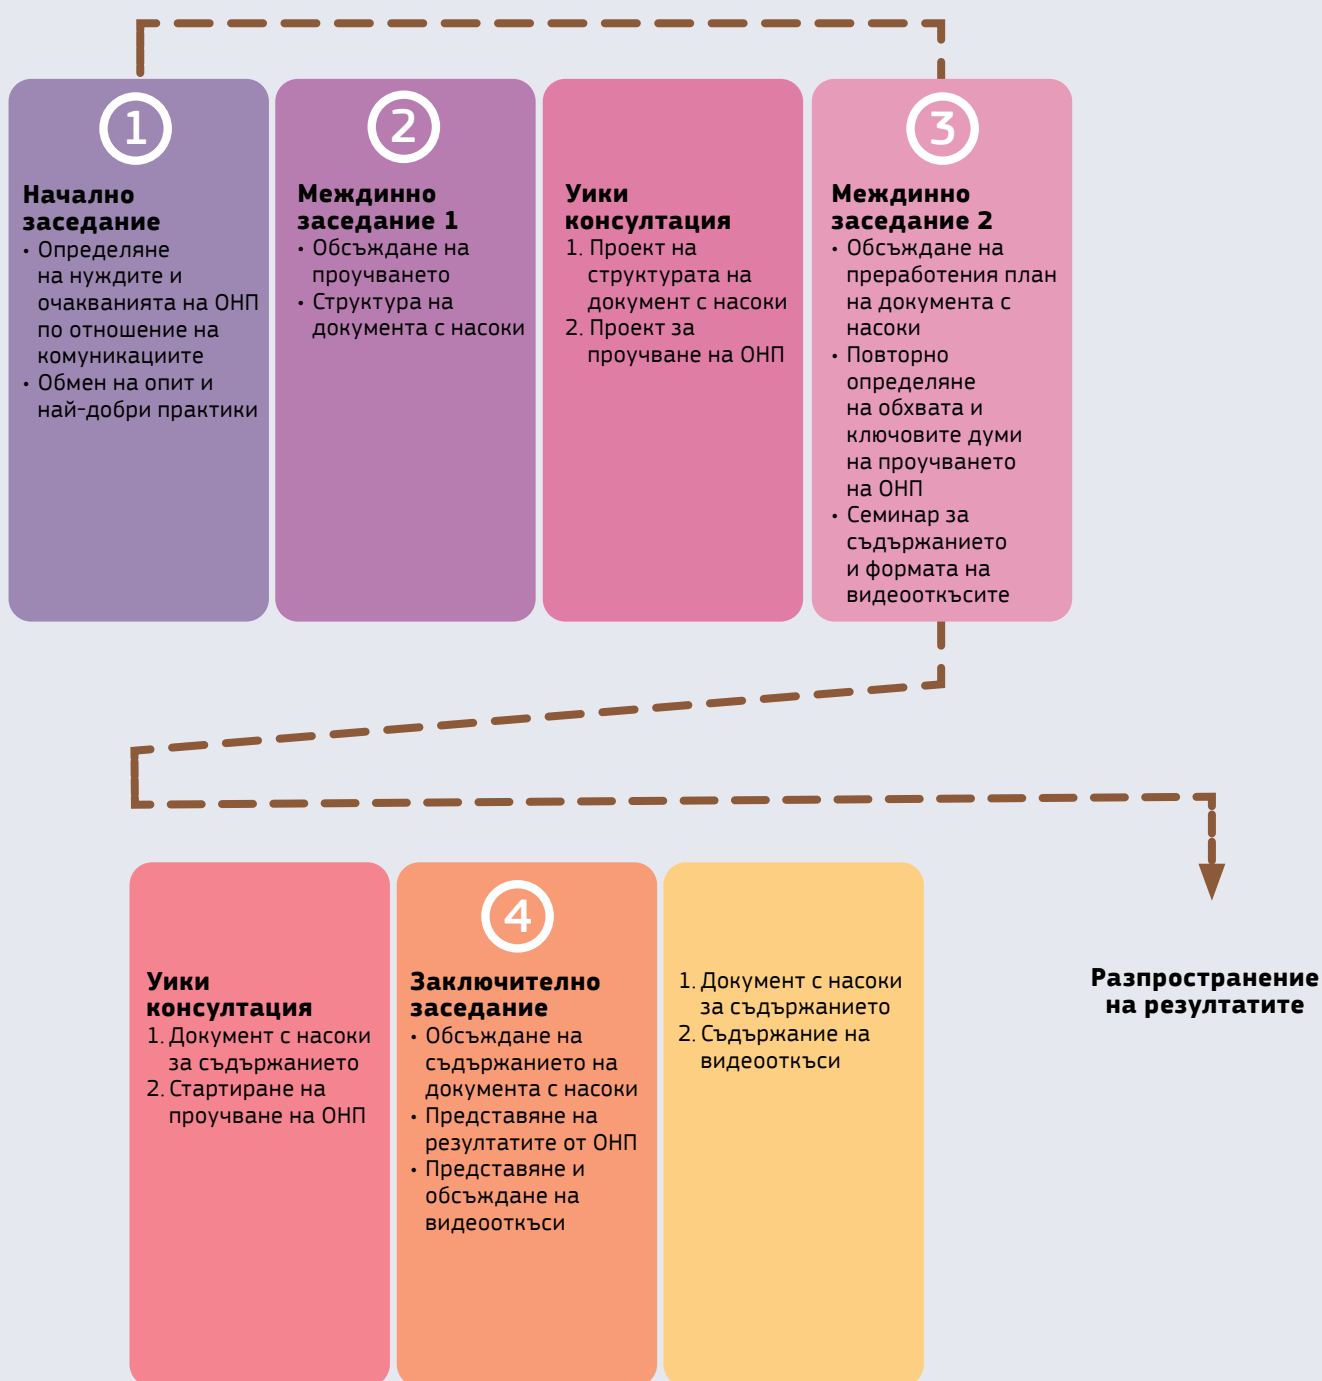 1
Начално
заседание
• Определяне
на нуждите и
очакванията на ОНП
по отношение на
комуникациите
• Обмен на опит и
най-добри практики
2
Междинно
заседание 1
• Обсъждане на
проучването
• Структура на
документа с насоки
Уики
консултация
1. Проект на
структурата на
документ с насоки
2. Проект за
проучване на ОНП
3
Междинно
заседание 2
• Обсъждане на
преработения план
на документа с
насоки
• Повторно
определяне
на обхвата и
ключовите думи
на проучването
на ОНП
• Семинар за
съдържанието
и формата на
видеооткъсите
Уики
консултация
1. Документ с насоки
за съдържанието
2. Стартиране на
проучване на ОНП
4
Заключително
заседание
• Обсъждане на
съдържанието на
документа с насоки
• Представяне на
резултатите от ОНП
• Представяне и
обсъждане на
видеооткъси
1. Документ с насоки
за съдържанието
2. Съдържание на
видеооткъси
Разпространение
на резултатите